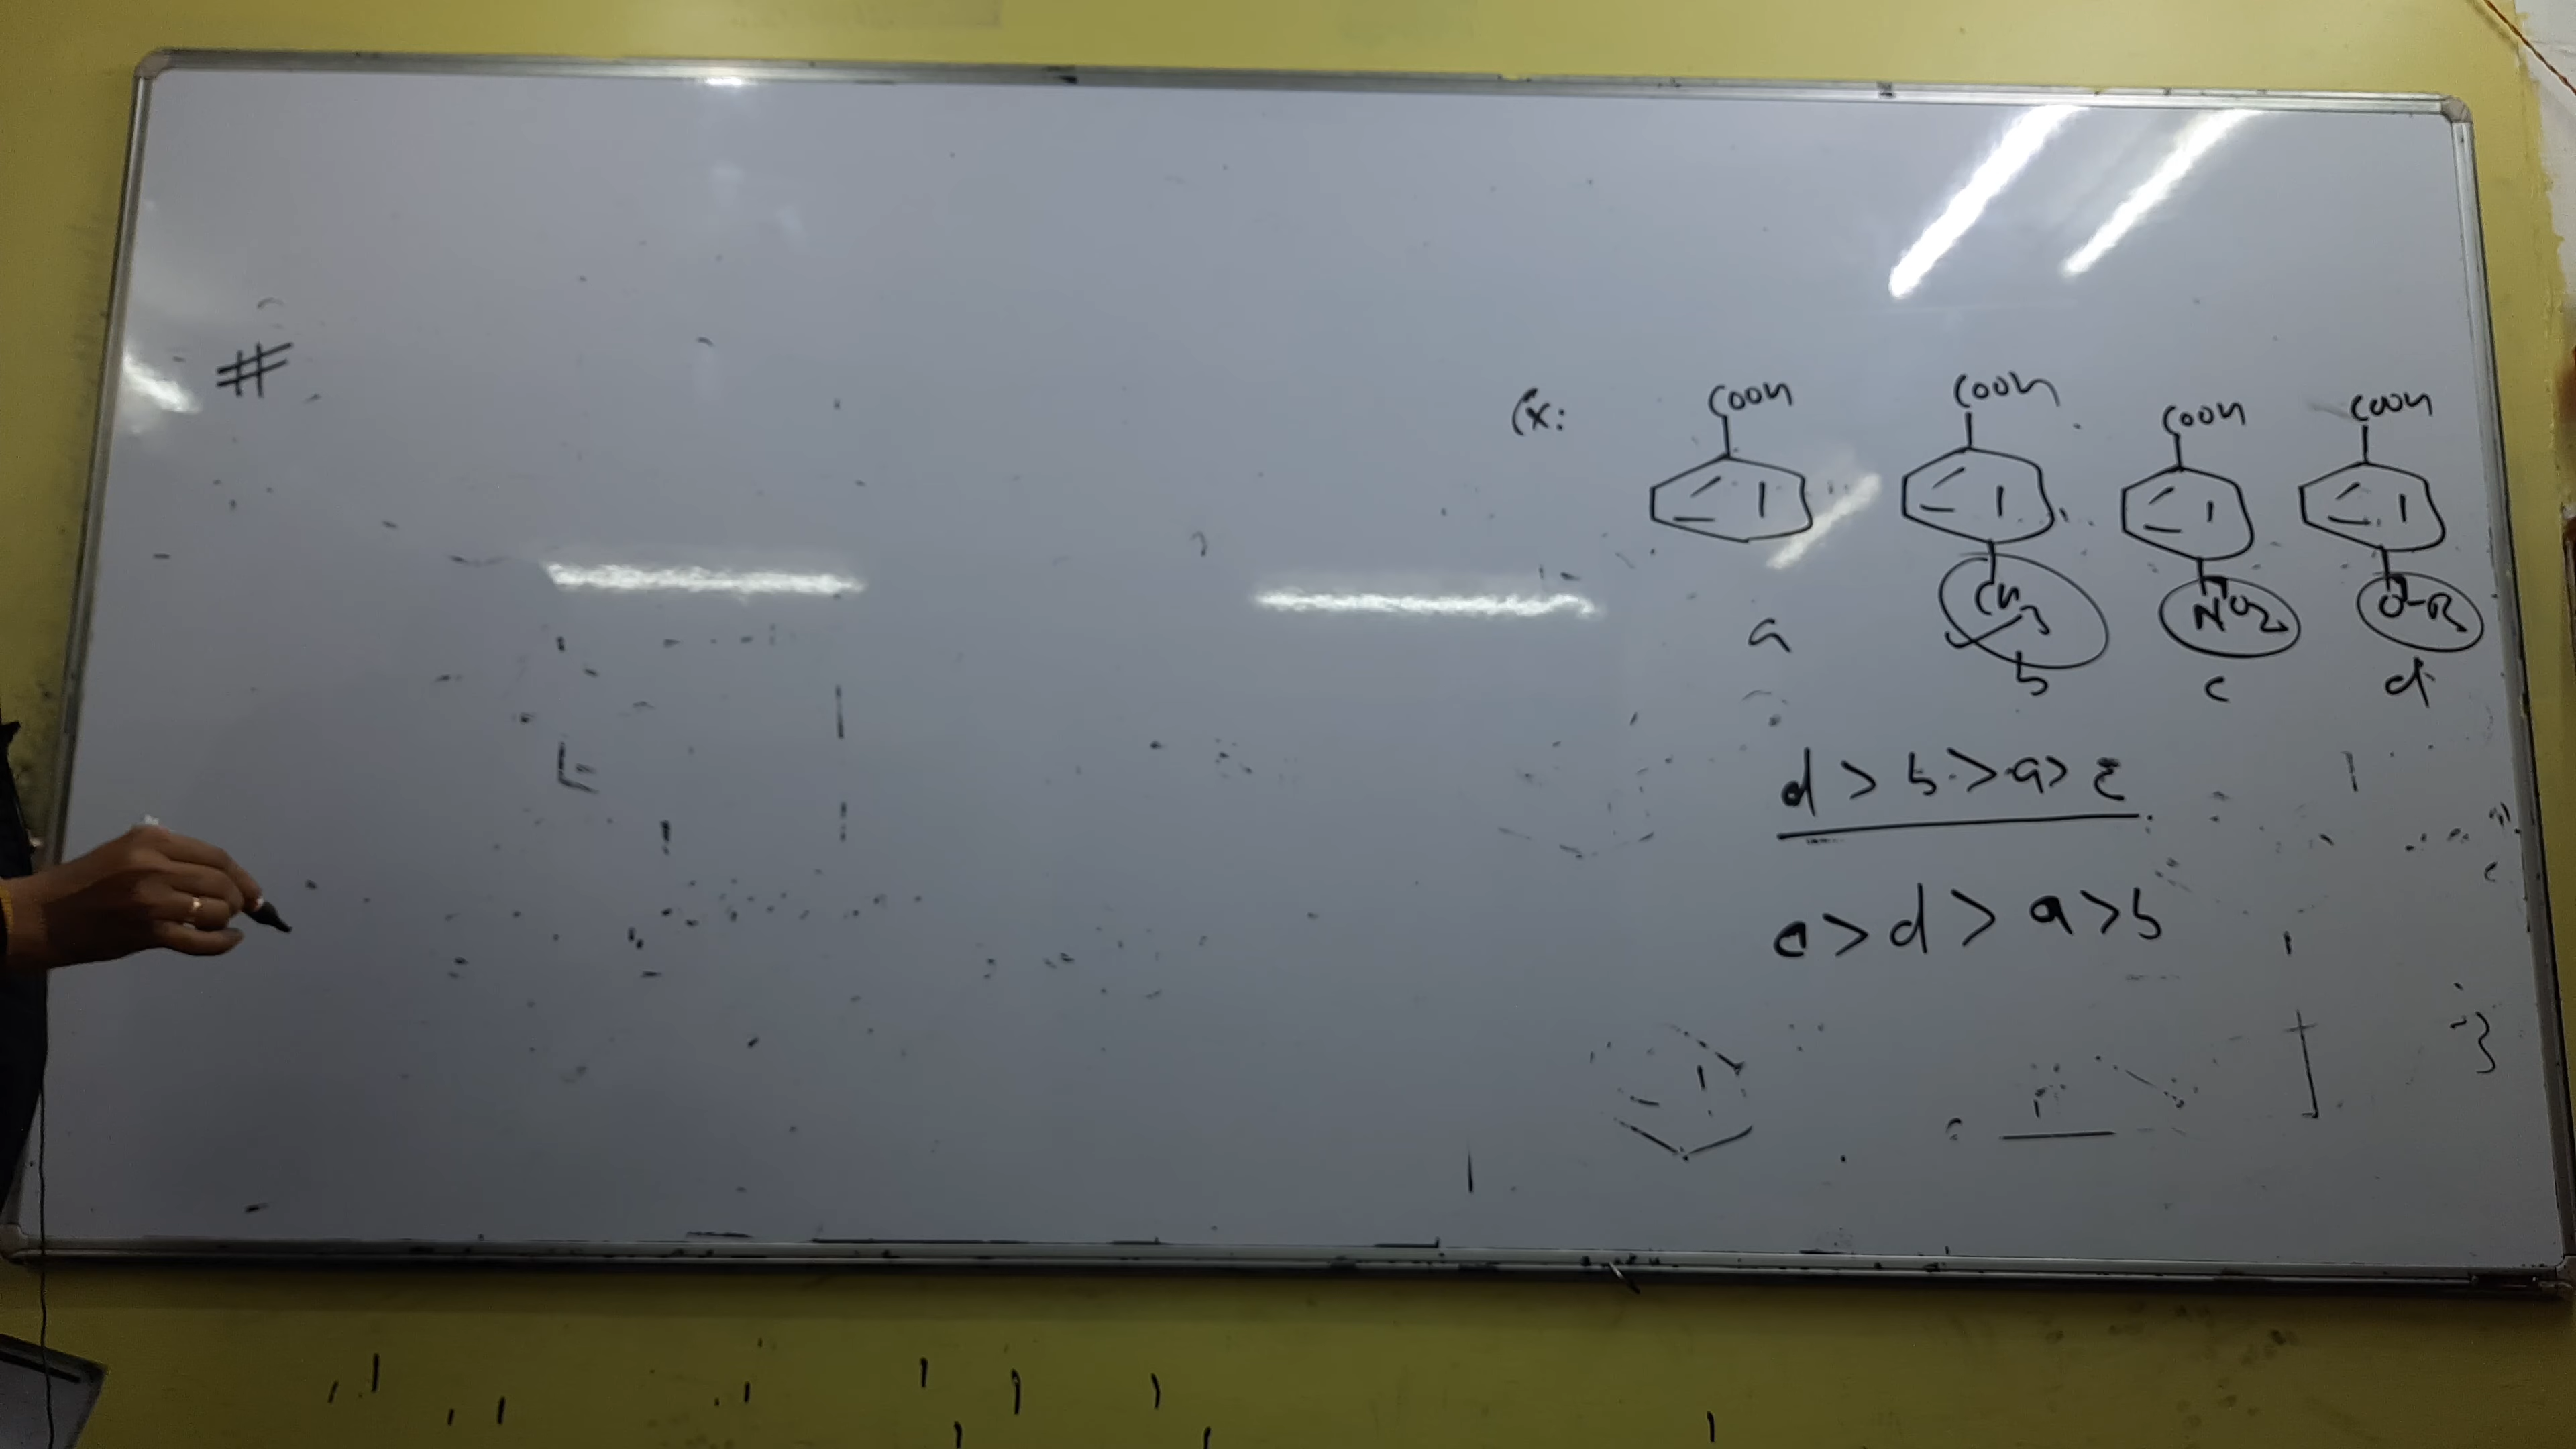 #
Ex:
COOH COOH COOH COOH
CH3 NO2 O-R
a b c d
d > b > a > c
c > d > a > b